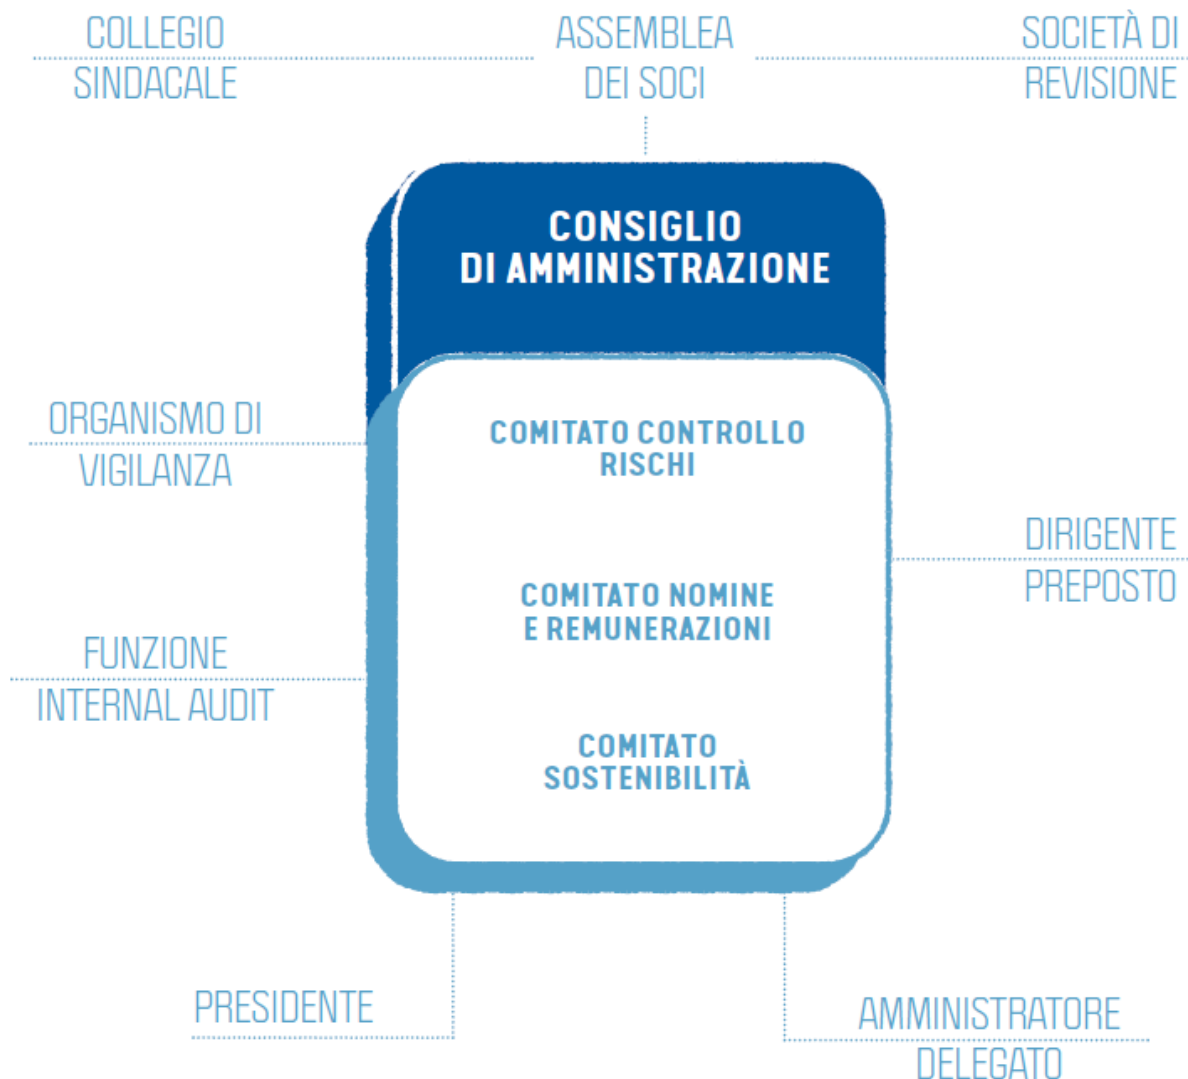 COLLEGIO
SINDACALE
ASSEMBLEA
DEI SOCI
SOCIETÀ DI
REVISIONE
CONSIGLIO
DI AMMINISTRAZIONE
ORGANISMO DI
VIGILANZA
COMITATO CONTROLLO
RISCHI
DIRIGENTE
PREPOSTO
COMITATO NOMINE
E REMUNERAZIONI
FUNZIONE
INTERNAL AUDIT
COMITATO
SOSTENIBILITÀ
PRESIDENTE
AMMINISTRATORE
DELEGATO